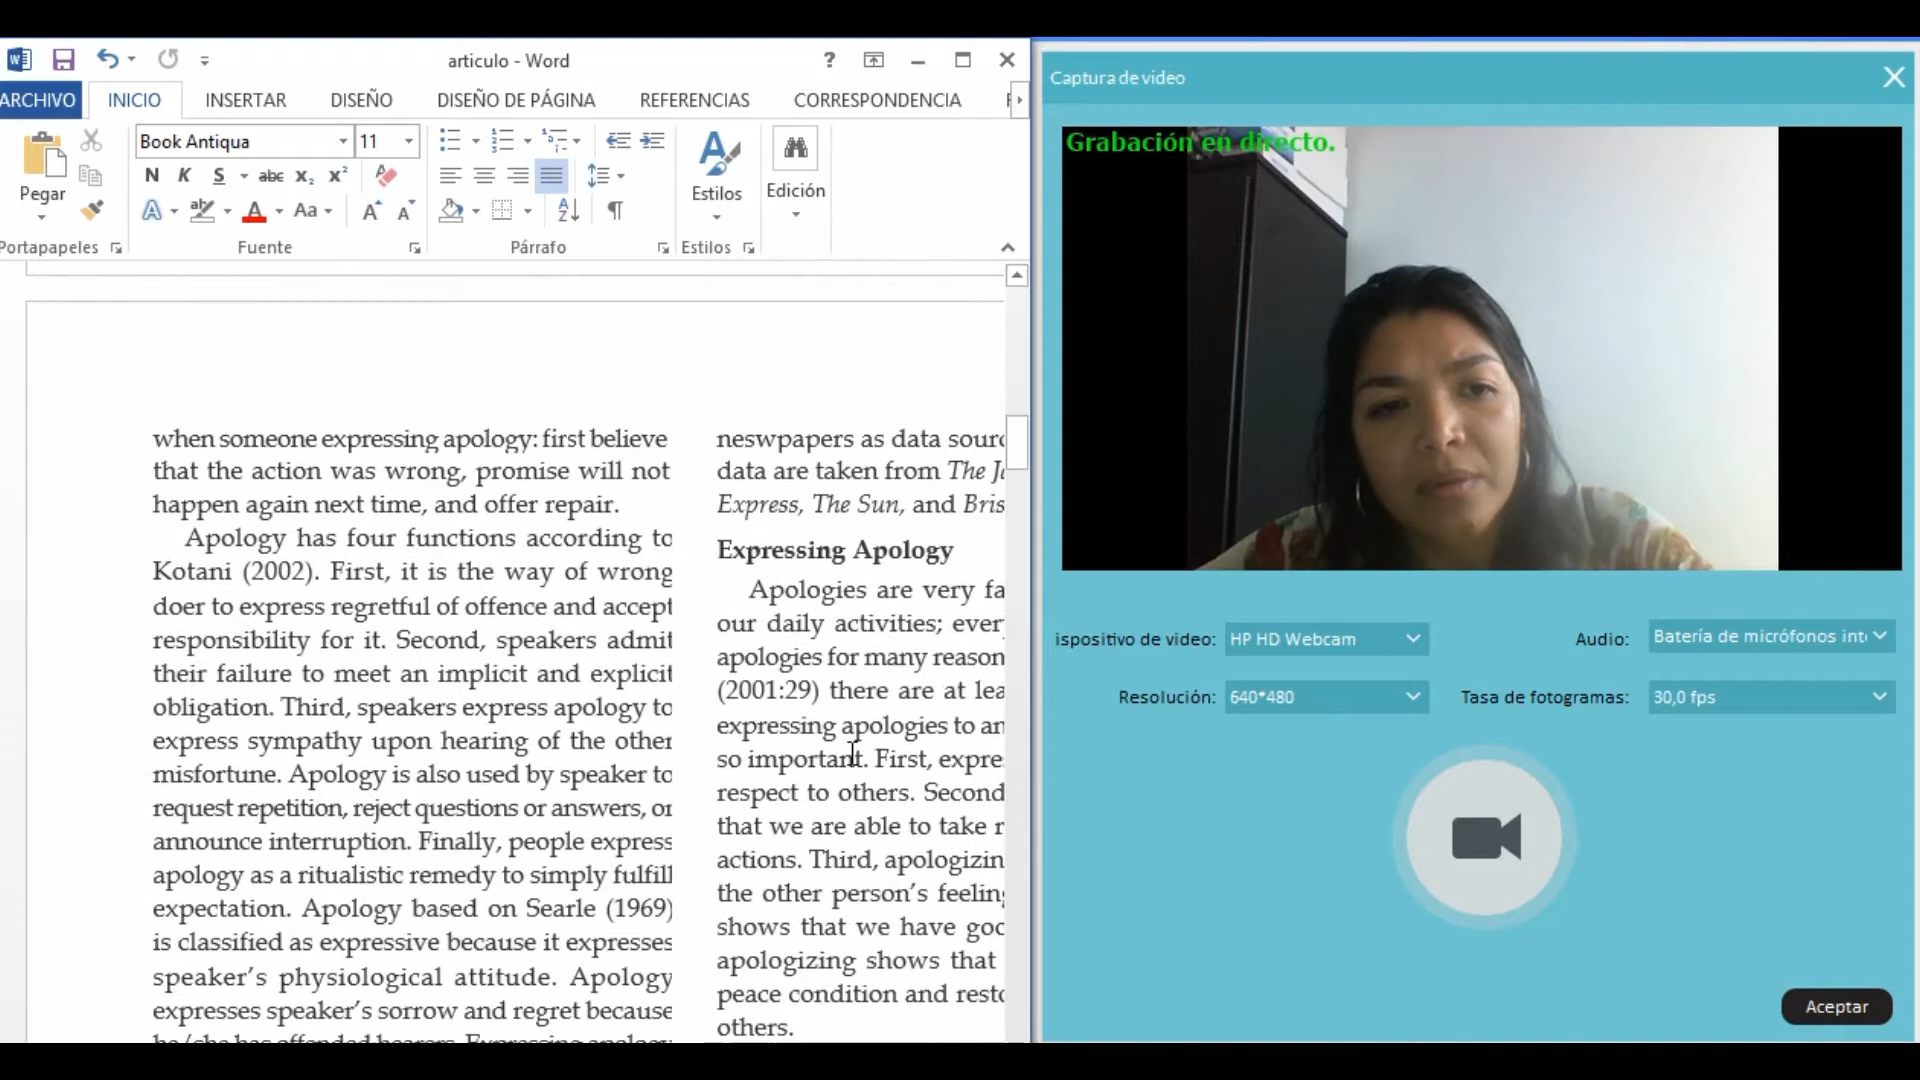 articulo - Word
?
ARCHIVO
INICIO
INSERTAR
DISEÑO
DISEÑO DE PÁGINA
REFERENCIAS
CORRESPONDENCIA
Book Antiqua
11
Pegar
N K S abc x₂ x²
A Aa A A
Estilos
Edición
Portapapeles
Fuente
Párrafo
Estilos
when someone expressing apology: first believe
that the action was wrong, promise will not
happen again next time, and offer repair.
Apology has four functions according to
Kotani (2002). First, it is the way of wrong
doer to express regretful of offence and accept
responsibility for it. Second, speakers admit
their failure to meet an implicit and explicit
obligation. Third, speakers express apology to
express sympathy upon hearing of the other
misfortune. Apology is also used by speaker to
request repetition, reject questions or answers, or
announce interruption. Finally, people express
apology as a ritualistic remedy to simply fulfill
expectation. Apology based on Searle (1969)
is classified as expressive because it expresses
speaker's physiological attitude. Apology
expresses speaker's sorrow and regret because
he/she has offended hearers. Expressing apology
neswpapers as data sourc
data are taken from The J
Express, The Sun, and Bris
Expressing Apology
Apologies are very fa
our daily activities; ever
apologies for many reason
(2001:29) there are at lea
expressing apologies to an
so important. First, expre
respect to others. Second
that we are able to take r
actions. Third, apologizin
the other person's feeling
shows that we have goo
apologizing shows that
peace condition and resto
others.
Captura de video
Grabación en directo.
ispositivo de video:
HP HD Webcam
Audio:
Batería de micrófonos int
Resolución:
640*480
Tasa de fotogramas:
30,0 fps
Aceptar